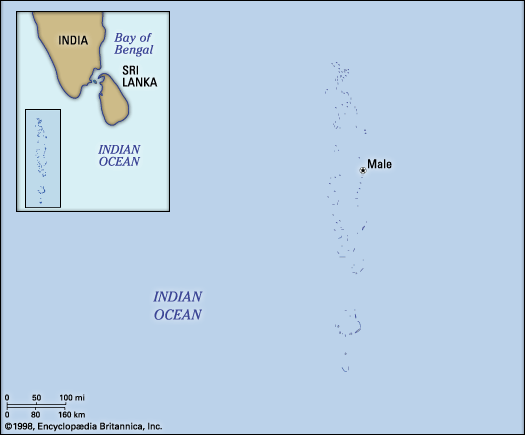 INDIA
Bay of
Bengal
SRI
LANKA
INDIAN
OCEAN
Male
INDIAN
OCEAN
0 50 100 mi
0 80 160 km
©1998, Encyclopædia Britannica, Inc.